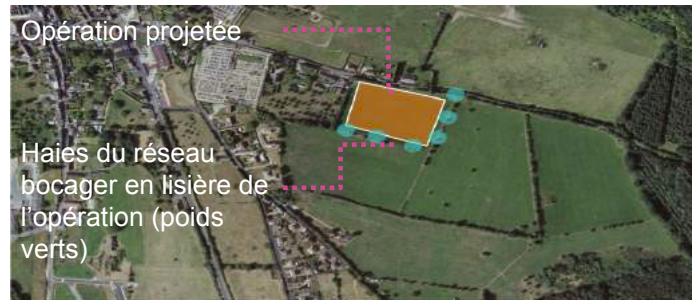 Opération projetée
Haies du réseau
bocager en lisière de
l'opération (poids
verts)